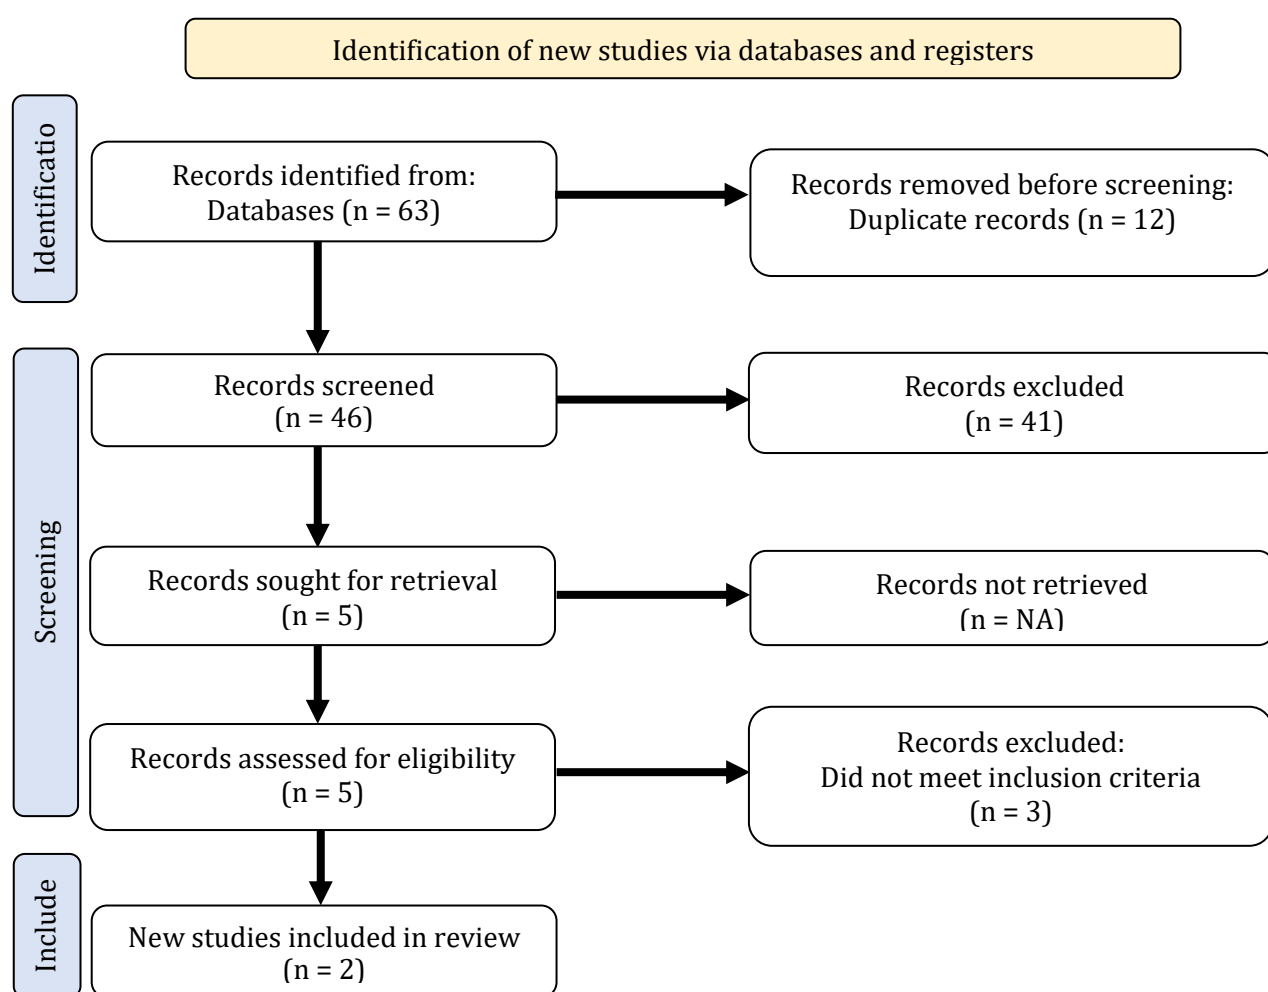 Identification of new studies via databases and registers
Identificatio
Records identified from:
Databases (n = 63)
Records removed before screening:
Duplicate records (n = 12)
Screening
Records screened
(n = 46)
Records excluded
(n = 41)
Records sought for retrieval
(n = 5)
Records not retrieved
(n = NA)
Records assessed for eligibility
(n = 5)
Records excluded:
Did not meet inclusion criteria
(n = 3)
Include
New studies included in review
(n = 2)